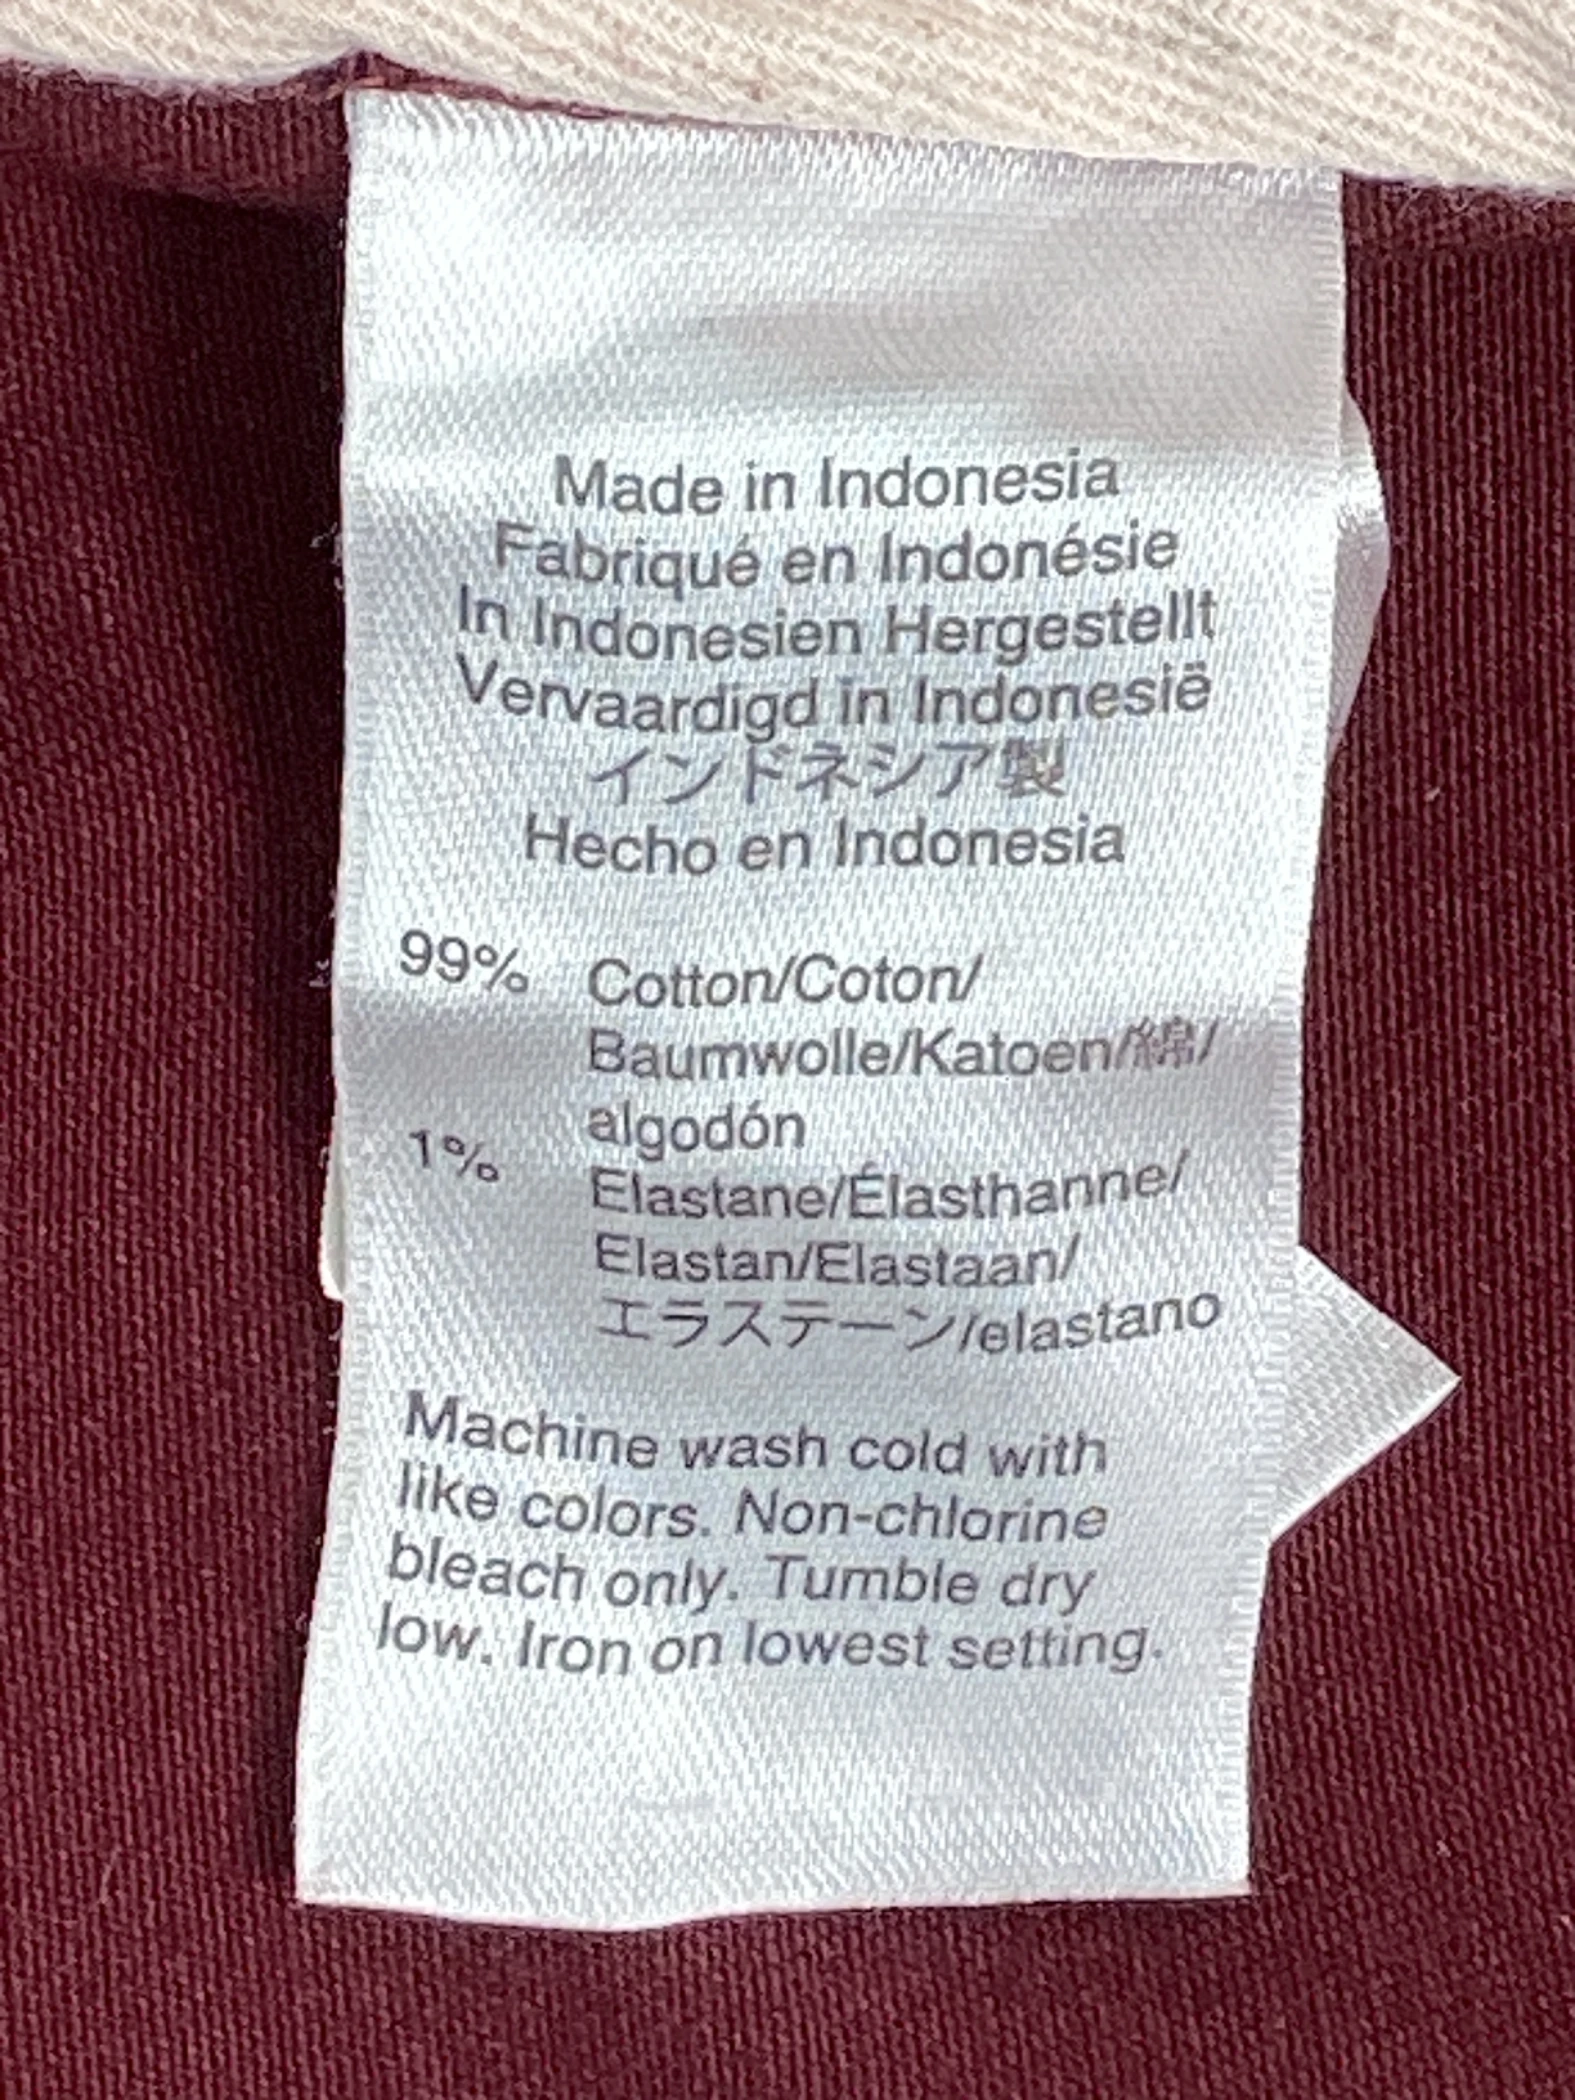 Made in Indonesia
Fabriqué en Indonésie
In Indonesien Hergestellt
Vervaardigd in Indonesië
インドネシア製
Hecho en Indonesia
99% Cotton/Coton/
Baumwolle/Katoen/綿/
algodón
1% Elastane/Élasthanne/
Elastan/Elastaan/
エラステーン/elastano
Machine wash cold with
like colors. Non-chlorine
bleach only. Tumble dry
low. Iron on lowest setting.